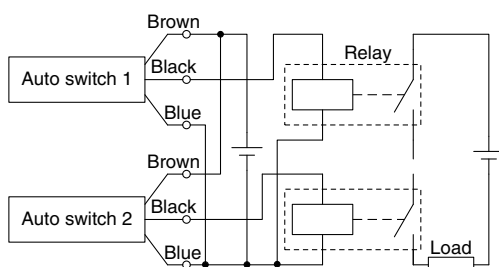 Brown
Auto switch 1
Black
Blue
Relay
Brown
Auto switch 2
Black
Blue
Load